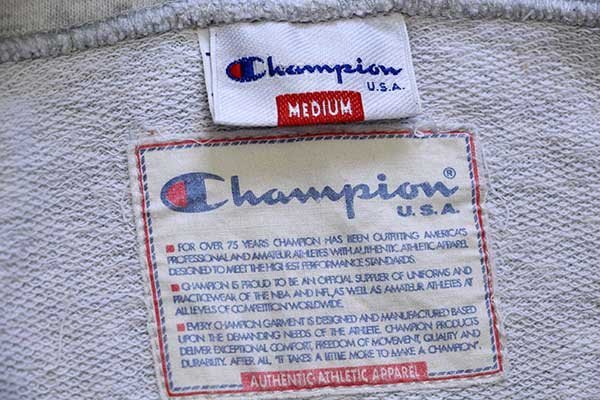 Champion
U.S.A.
MEDIUM
Champion®
U.S.A.
FOR OVER 75 YEARS CHAMPION HAS BEEN OUTFITTING AMERICA'S
PROFESSIONAL AND AMATEUR ATHLETES WITH AUTHENTIC ATHLETIC APPAREL
DESIGNED TO MEET THE HIGHEST PERFORMANCE STANDARDS.
CHAMPION IS PROUD TO BE AN OFFICIAL SUPPLIER OF UNIFORMS AND
PRACTICEWEAR OF THE NBA AND NFL, AS WELL AS AMATEUR ATHLETES AT
ALL LEVELS OF COMPETITION WORLDWIDE.
EVERY CHAMPION GARMENT IS DESIGNED AND MANUFACTURED BASED
UPON THE DEMANDING NEEDS OF THE ATHLETE. CHAMPION PRODUCTS
DELIVER EXCEPTIONAL COMFORT, FREEDOM OF MOVEMENT, QUALITY AND
DURABILITY. AFTER ALL, "IT TAKES A LITTLE MORE TO MAKE A CHAMPION".
AUTHENTIC ATHLETIC APPAREL